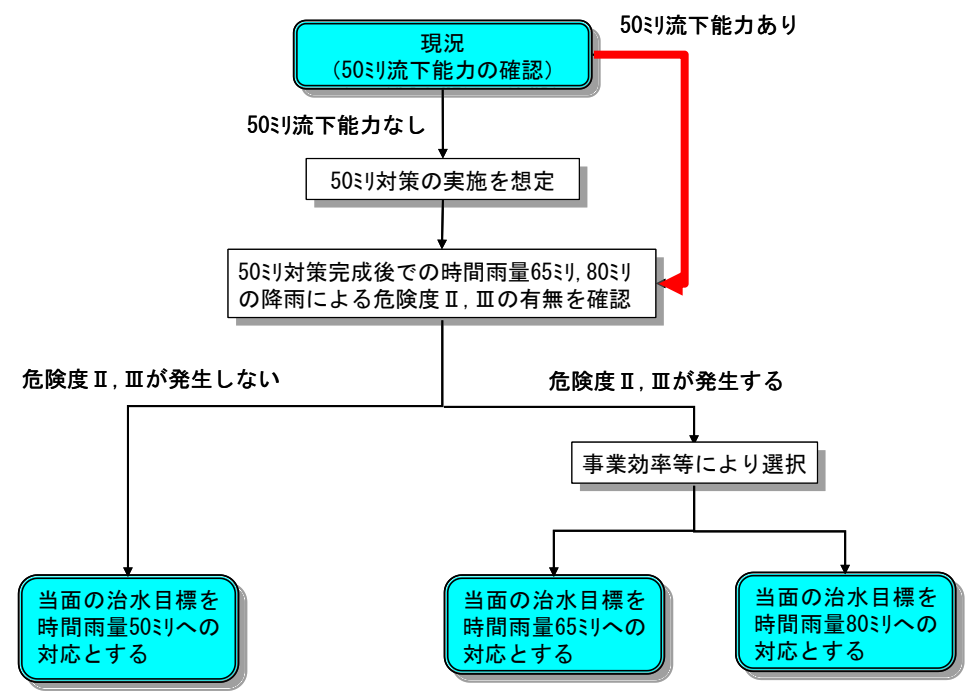 50ﾐﾘ流下能力あり
現況
（50ﾐﾘ流下能力の確認）
50ﾐﾘ流下能力なし
50ﾐﾘ対策の実施を想定
50ﾐﾘ対策完成後での時間雨量65ﾐﾘ,80ﾐﾘ
の降雨による危険度Ⅱ,Ⅲの有無を確認
危険度Ⅱ,Ⅲが発生しない
危険度Ⅱ,Ⅲが発生する
事業効率等により選択
当面の治水目標を
時間雨量50ﾐﾘへの
対応とする
当面の治水目標を
時間雨量65ﾐﾘへの
対応とする
当面の治水目標を
時間雨量80ﾐﾘへの
対応とする